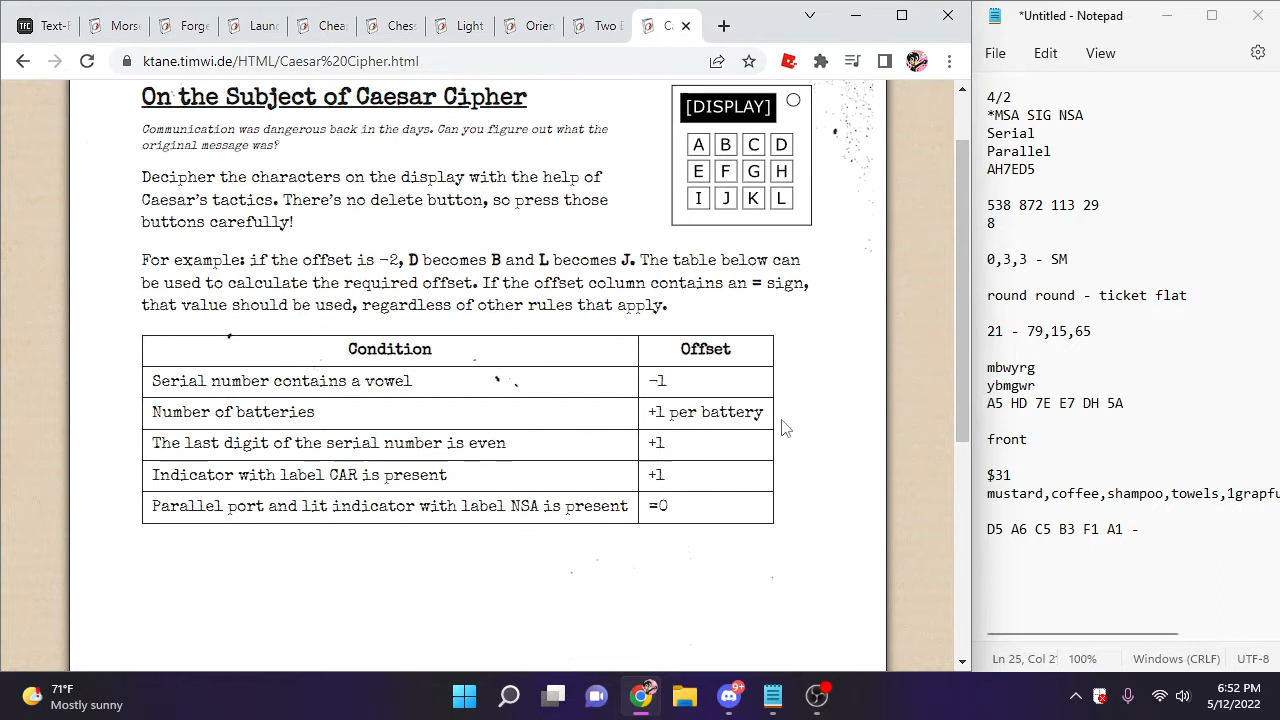 Text-F
Mors
Forge
Laun
Chea
Ches
Light
Orie
Two E
Ca
ktane.timwi.de/HTML/Caesar%20Cipher.html
On the Subject of Caesar Cipher
Communication was dangerous back in the days. Can you figure out what the
original message was?
Decipher the characters on the display with the help of
Caesar's tactics. There's no delete button, so press those
buttons carefully!
[DISPLAY]
A B C D
E F G H
I J K L
For example: if the offset is −2, D becomes B and L becomes J. The table below can
be used to calculate the required offset. If the offset column contains an = sign,
that value should be used, regardless of other rules that apply.
Condition Offset
Serial number contains a vowel −1
Number of batteries +1 per battery
The last digit of the serial number is even +1
Indicator with label CAR is present +1
Parallel port and lit indicator with label NSA is present =0
*Untitled - Notepad
File Edit View
4/2
*MSA SIG NSA
Serial
Parallel
AH7ED5
538 872 113 29
8
0,3,3 - SM
round round - ticket flat
21 - 79,15,65
mbwyrg
ybmgwr
A5 HD 7E E7 DH 5A
front
$31
mustard,coffee,shampoo,towels,1grapfu
D5 A6 C5 B3 F1 A1 -
100% Windows (CRLF) UTF-8
71°F
Mostly sunny
9+
6:52 PM
5/12/2022